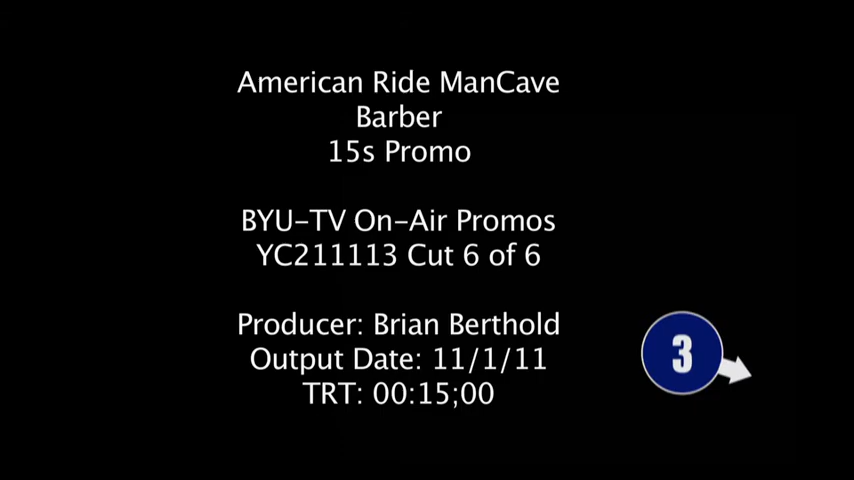 American Ride ManCave
Barber
15s Promo
BYU-TV On-Air Promos
YC211113 Cut 6 of 6
Producer: Brian Berthold
Output Date: 11/1/11
TRT: 00:15;00
3